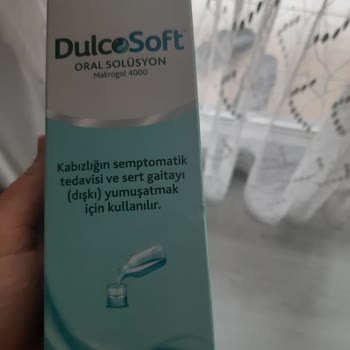 DulcoSoft®
ORAL SOLÜSYON
Makrogol 4000
Kabızlığın semptomatik
tedavisi ve sert gaitayı
(dışkı) yumuşatmak
için kullanılır.